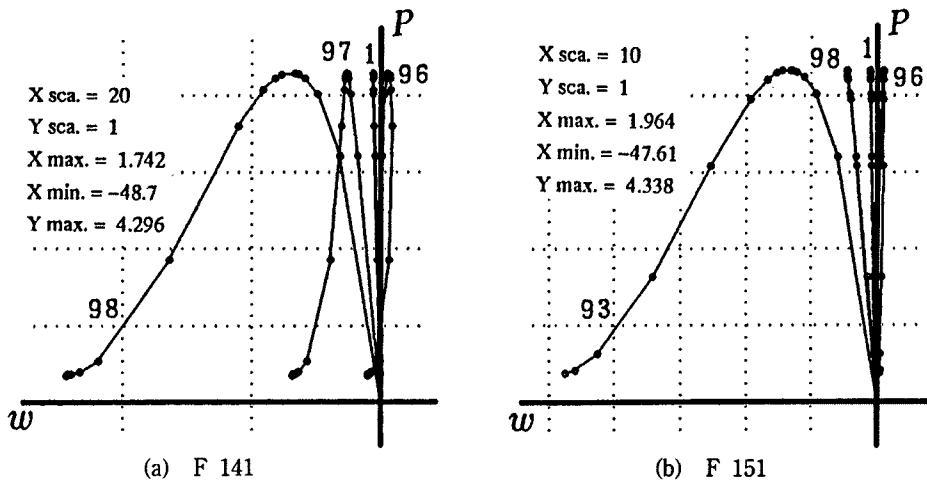 P
97 1 96
X sca. = 20
Y sca. = 1
X max. = 1.742
X min. = -48.7
Y max. = 4.296
98
w
(a) F 141
P
98 1 96
X sca. = 10
Y sca. = 1
X max. = 1.964
X min. = -47.61
Y max. = 4.338
93
w
(b) F 151